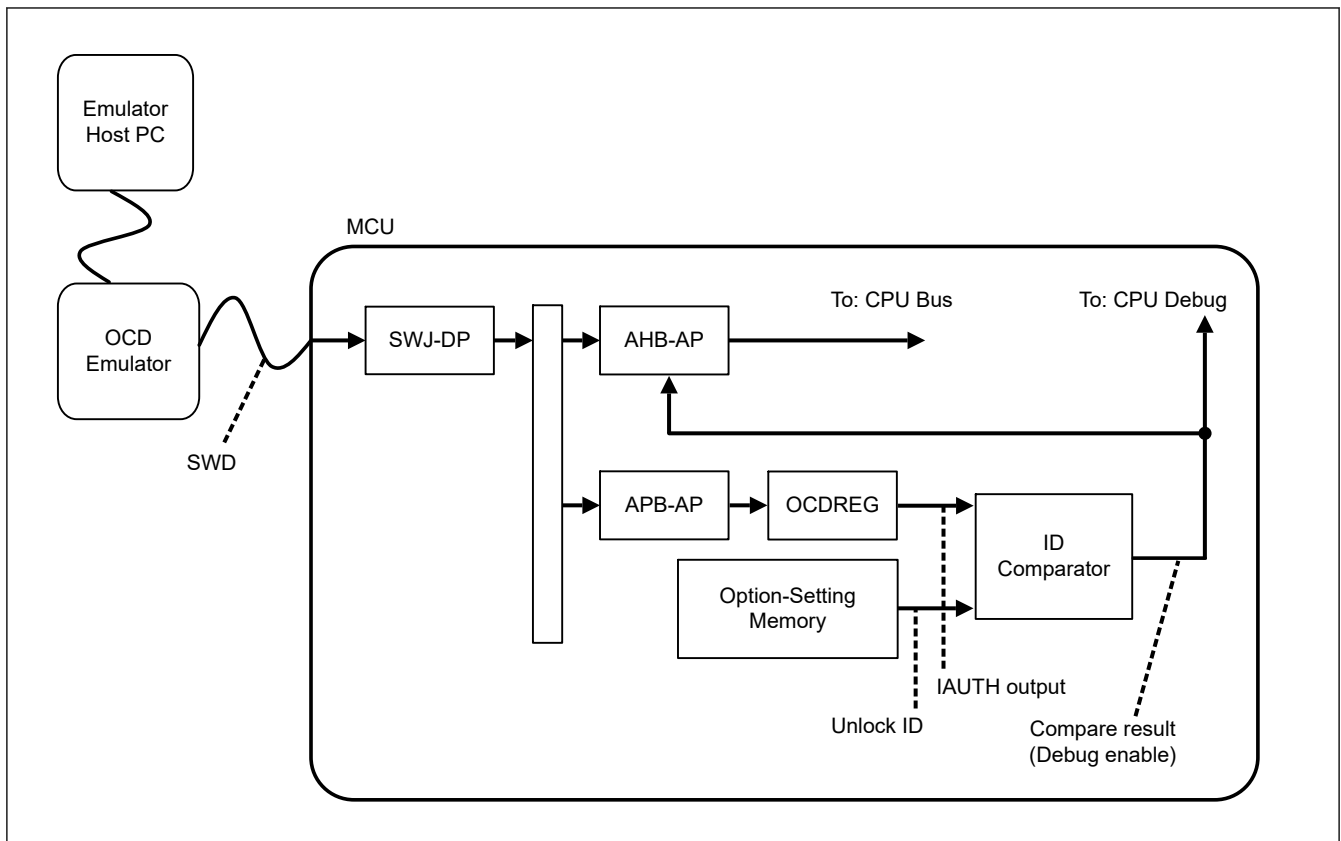 Emulator
Host PC
MCU
OCD
Emulator
SWD
SWJ-DP
AHB-AP
To: CPU Bus
To: CPU Debug
APB-AP
OCDREG
ID
Comparator
Option-Setting
Memory
IAUTH output
Unlock ID
Compare result
(Debug enable)